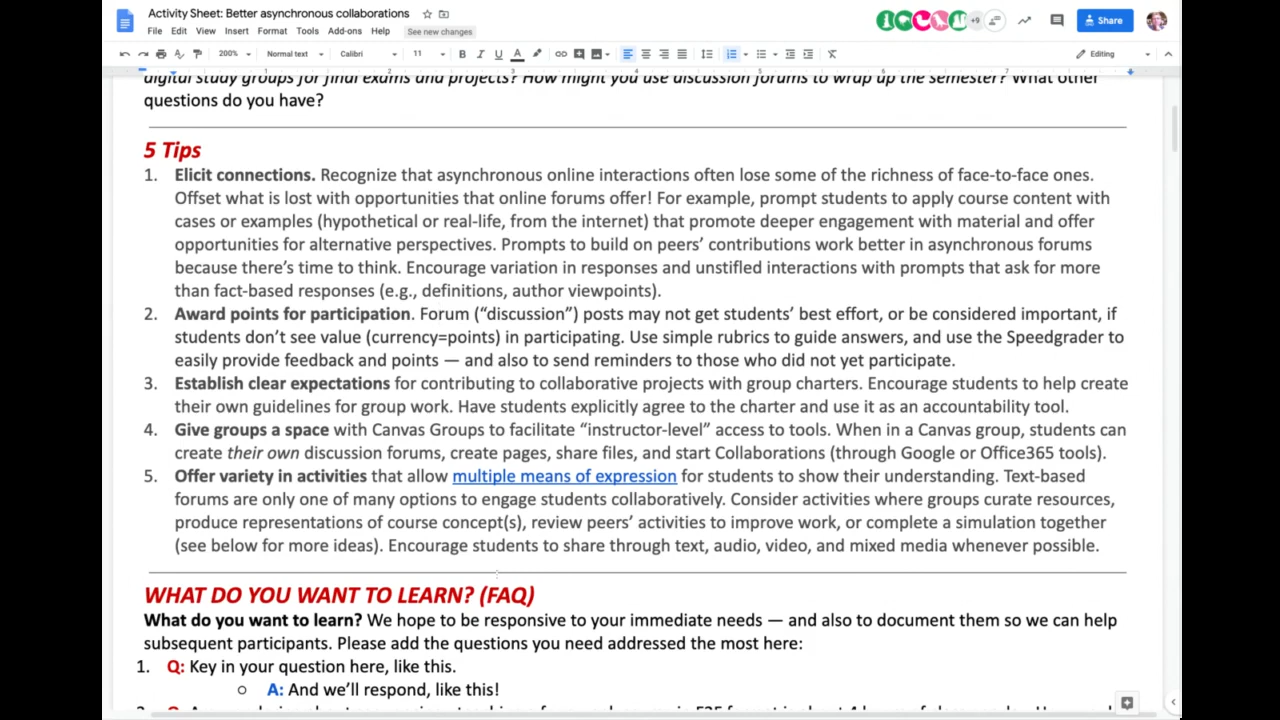 Activity Sheet: Better asynchronous collaborations
File Edit View Insert Format Tools Add-ons Help See new changes
+9
Share
200% Normal text Calibri 11 B I U A Editing
1 2 3 4 5 6 7
digital study groups for final exams and projects? How might you use discussion forums to wrap up the semester? What other
questions do you have?
5 Tips
1. Elicit connections. Recognize that asynchronous online interactions often lose some of the richness of face-to-face ones.
Offset what is lost with opportunities that online forums offer! For example, prompt students to apply course content with
cases or examples (hypothetical or real-life, from the internet) that promote deeper engagement with material and offer
opportunities for alternative perspectives. Prompts to build on peers’ contributions work better in asynchronous forums
because there’s time to think. Encourage variation in responses and unstifled interactions with prompts that ask for more
than fact-based responses (e.g., definitions, author viewpoints).
2. Award points for participation. Forum (“discussion”) posts may not get students’ best effort, or be considered important, if
students don’t see value (currency=points) in participating. Use simple rubrics to guide answers, and use the Speedgrader to
easily provide feedback and points — and also to send reminders to those who did not yet participate.
3. Establish clear expectations for contributing to collaborative projects with group charters. Encourage students to help create
their own guidelines for group work. Have students explicitly agree to the charter and use it as an accountability tool.
4. Give groups a space with Canvas Groups to facilitate “instructor-level” access to tools. When in a Canvas group, students can
create their own discussion forums, create pages, share files, and start Collaborations (through Google or Office365 tools).
5. Offer variety in activities that allow multiple means of expression for students to show their understanding. Text-based
forums are only one of many options to engage students collaboratively. Consider activities where groups curate resources,
produce representations of course concept(s), review peers’ activities to improve work, or complete a simulation together
(see below for more ideas). Encourage students to share through text, audio, video, and mixed media whenever possible.
WHAT DO YOU WANT TO LEARN? (FAQ)
What do you want to learn? We hope to be responsive to your immediate needs — and also to document them so we can help
subsequent participants. Please add the questions you need addressed the most here:
1. Q: Key in your question here, like this.
A: And we’ll respond, like this!